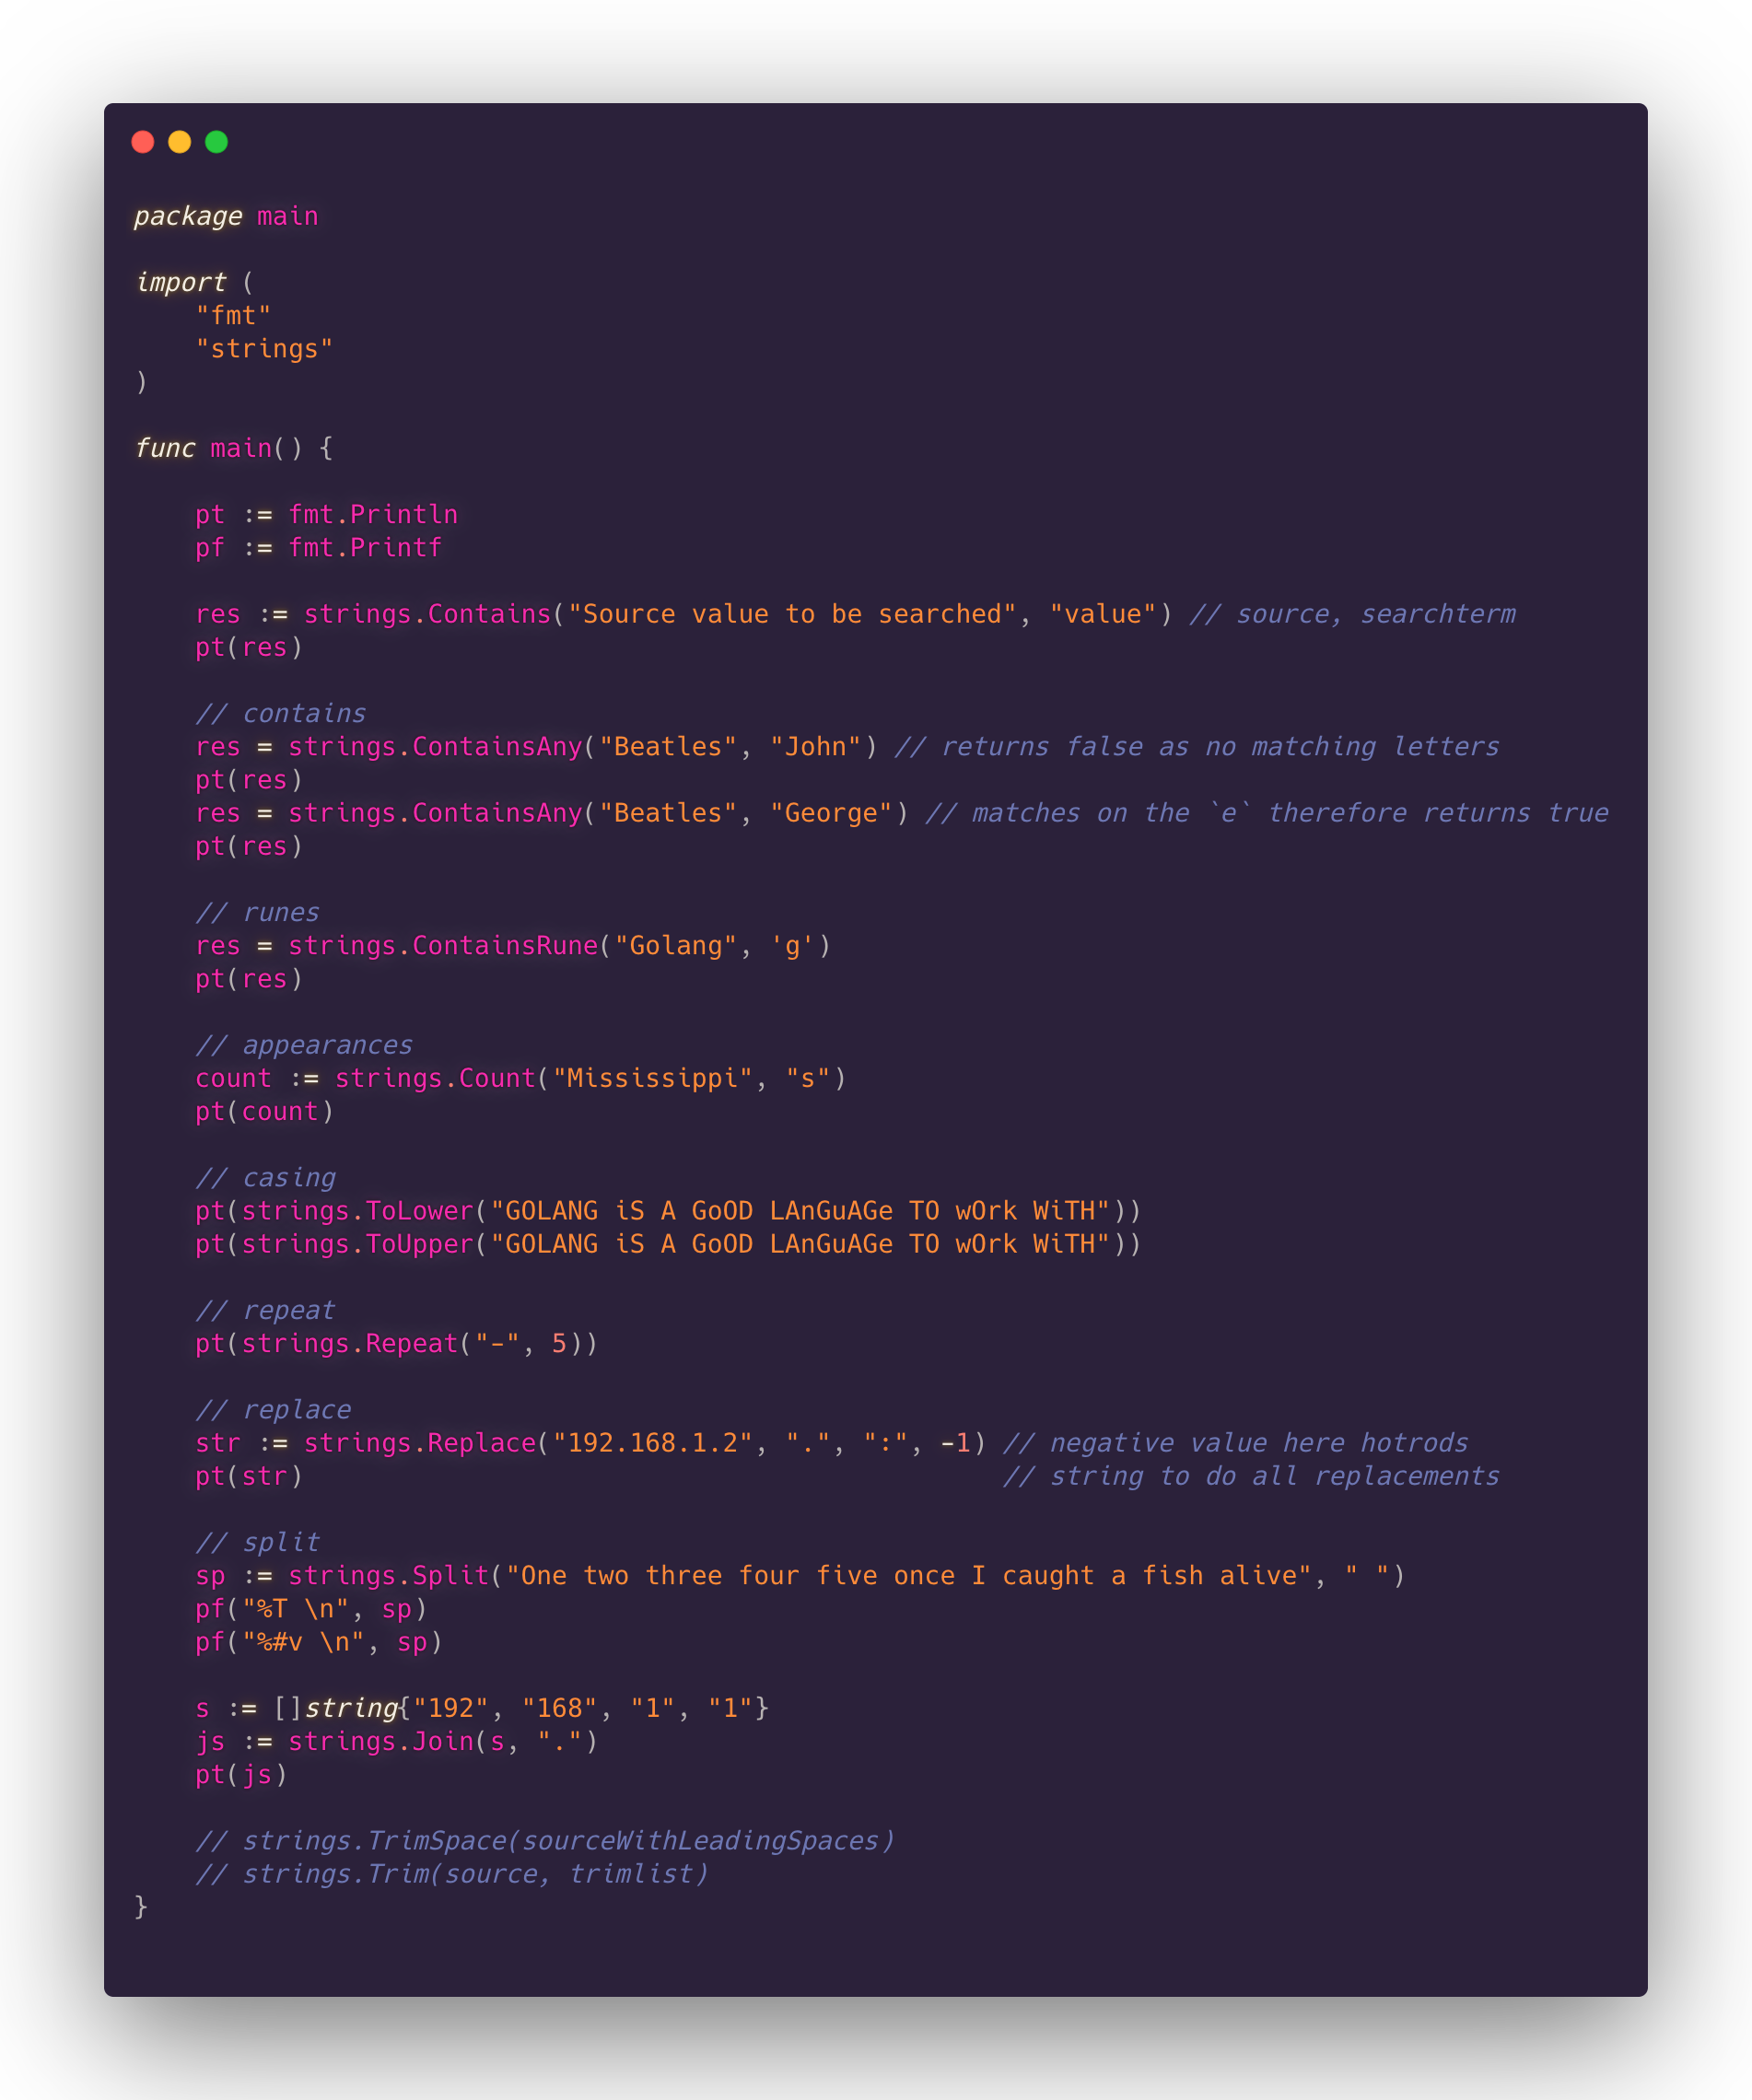 package main

import (
    "fmt"
    "strings"
)

func main() {

    pt := fmt.Println
    pf := fmt.Printf

    res := strings.Contains("Source value to be searched", "value") // source, searchterm
    pt(res)

    // contains
    res = strings.ContainsAny("Beatles", "John") // returns false as no matching letters
    pt(res)
    res = strings.ContainsAny("Beatles", "George") // matches on the `e` therefore returns true
    pt(res)

    // runes
    res = strings.ContainsRune("Golang", 'g')
    pt(res)

    // appearances
    count := strings.Count("Mississippi", "s")
    pt(count)

    // casing
    pt(strings.ToLower("GOLANG iS A GoOD LAnGuAGe TO wOrk WiTH"))
    pt(strings.ToUpper("GOLANG iS A GoOD LAnGuAGe TO wOrk WiTH"))

    // repeat
    pt(strings.Repeat("-", 5))

    // replace
    str := strings.Replace("192.168.1.2", ".", ":", -1) // negative value here hotrods
    pt(str)                                             // string to do all replacements

    // split
    sp := strings.Split("One two three four five once I caught a fish alive", " ")
    pf("%T \n", sp)
    pf("%#v \n", sp)

    s := []string{"192", "168", "1", "1"}
    js := strings.Join(s, ".")
    pt(js)

    // strings.TrimSpace(sourceWithLeadingSpaces)
    // strings.Trim(source, trimlist)
}